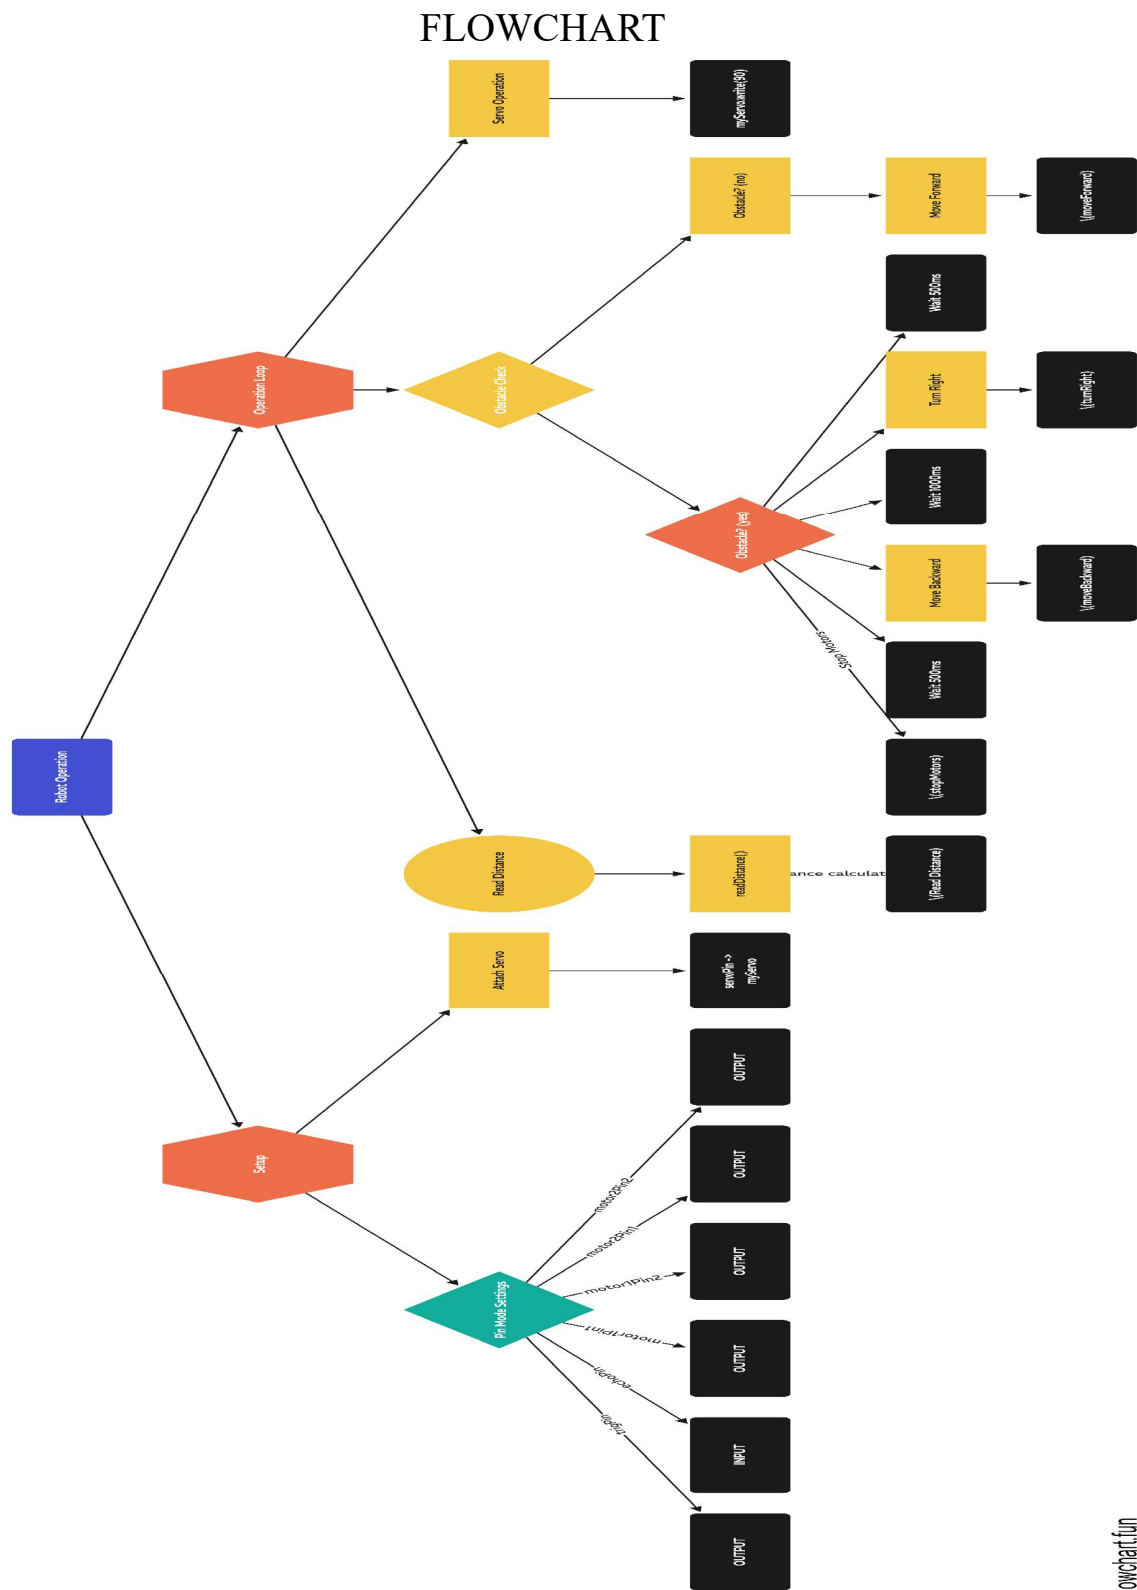 FLOWCHART
Robot Operation
Setup
Operation Loop
Pin Mode Settings
Attach Servo
Read Distance
Obstacle Check
Servo Operation
trigPin
echoPin
motor1Pin1
motor1Pin2
motor2Pin1
motor2Pin2
OUTPUT
INPUT
OUTPUT
OUTPUT
OUTPUT
OUTPUT
servoPin ->
myServo
readDistance()
ance calculat
\(Read Distance)
Obstacle? (yes)
Obstacle? (no)
myServo.write(90)
Stop Motors
\(stopMotors)
Wait 500ms
Move Backward
Wait 1000ms
Turn Right
Wait 500ms
Move Forward
\(moveBackward)
\(turnRight)
\(moveForward)
owchart.fun